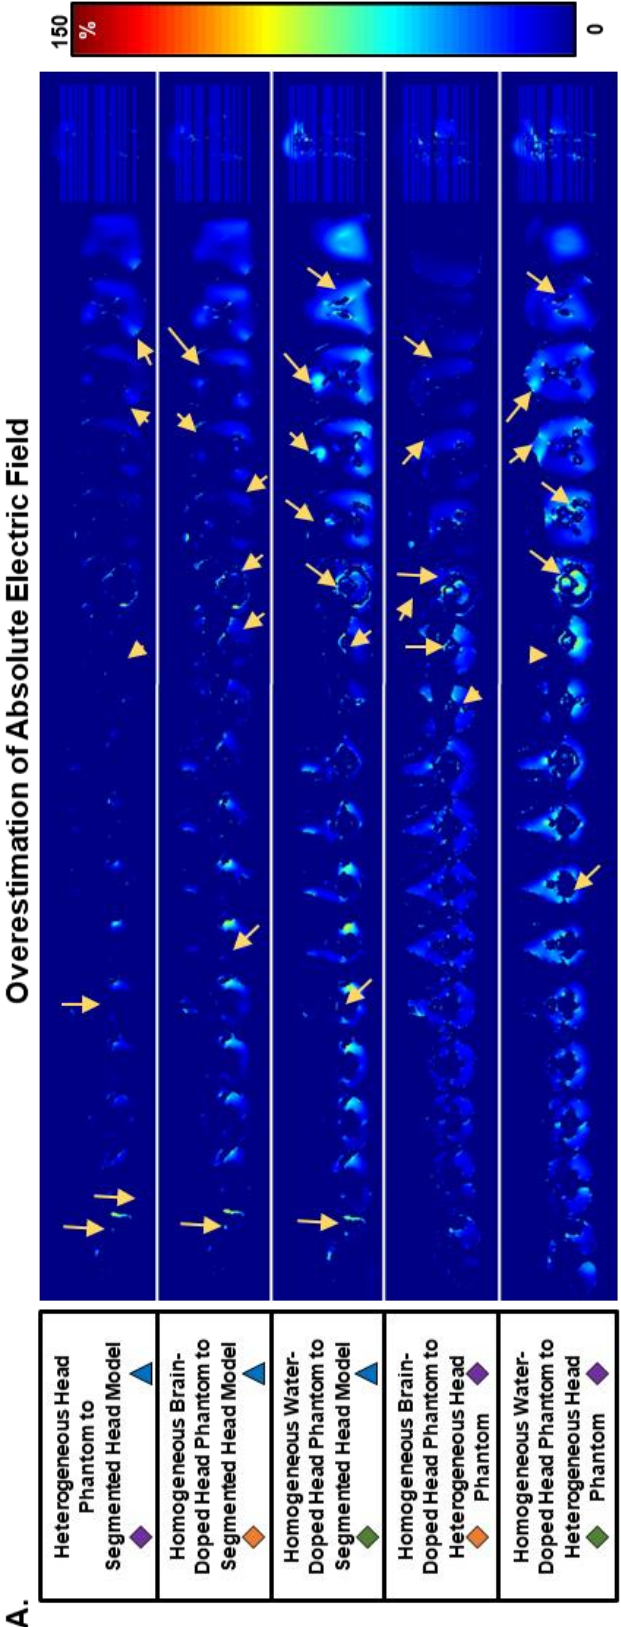 A.
Overestimation of Absolute Electric Field
150
%
0
Heterogeneous Head
Phantom to
Segmented Head Model
Homogeneous Brain-
Doped Head Phantom to
Segmented Head Model
Homogeneous Water-
Doped Head Phantom to
Segmented Head Model
Homogeneous Brain-
Doped Head Phantom to
Heterogeneous Head
Phantom
Homogeneous Water-
Doped Head Phantom to
Heterogeneous Head
Phantom